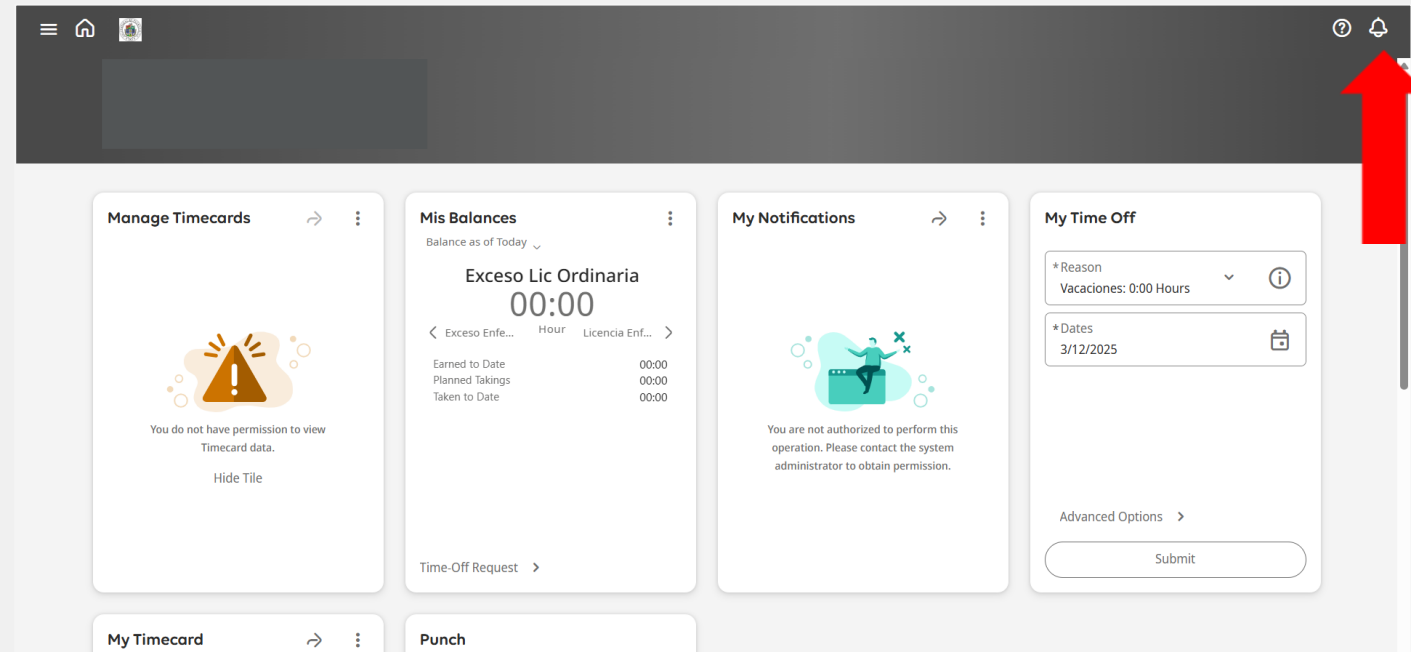 Manage Timecards
You do not have permission to view
Timecard data.
Hide Tile
Mis Balances
Balance as of Today
Exceso Lic Ordinaria
00:00
Exceso Enfe... Hour Licencia Enf...
Earned to Date 00:00
Planned Takings 00:00
Taken to Date 00:00
Time-Off Request
My Notifications
You are not authorized to perform this
operation. Please contact the system
administrator to obtain permission.
My Time Off
*Reason
Vacaciones: 0:00 Hours
*Dates
3/12/2025
Advanced Options
Submit
My Timecard
Punch